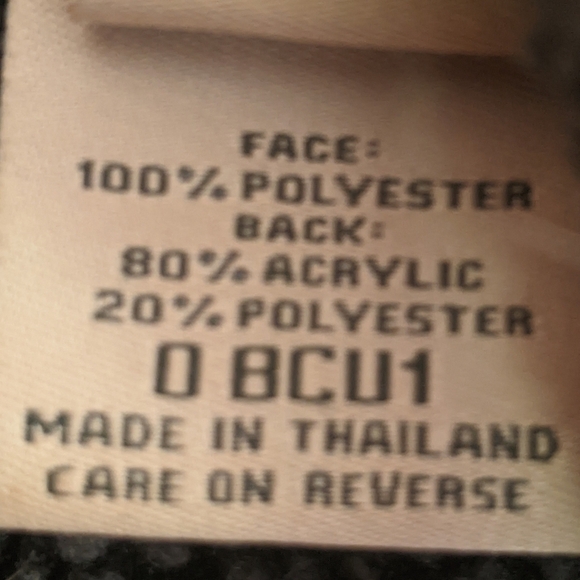 FACE:
100% POLYESTER
BACK:
80% ACRYLIC
20% POLYESTER
0 BCU1
MADE IN THAILAND
CARE ON REVERSE